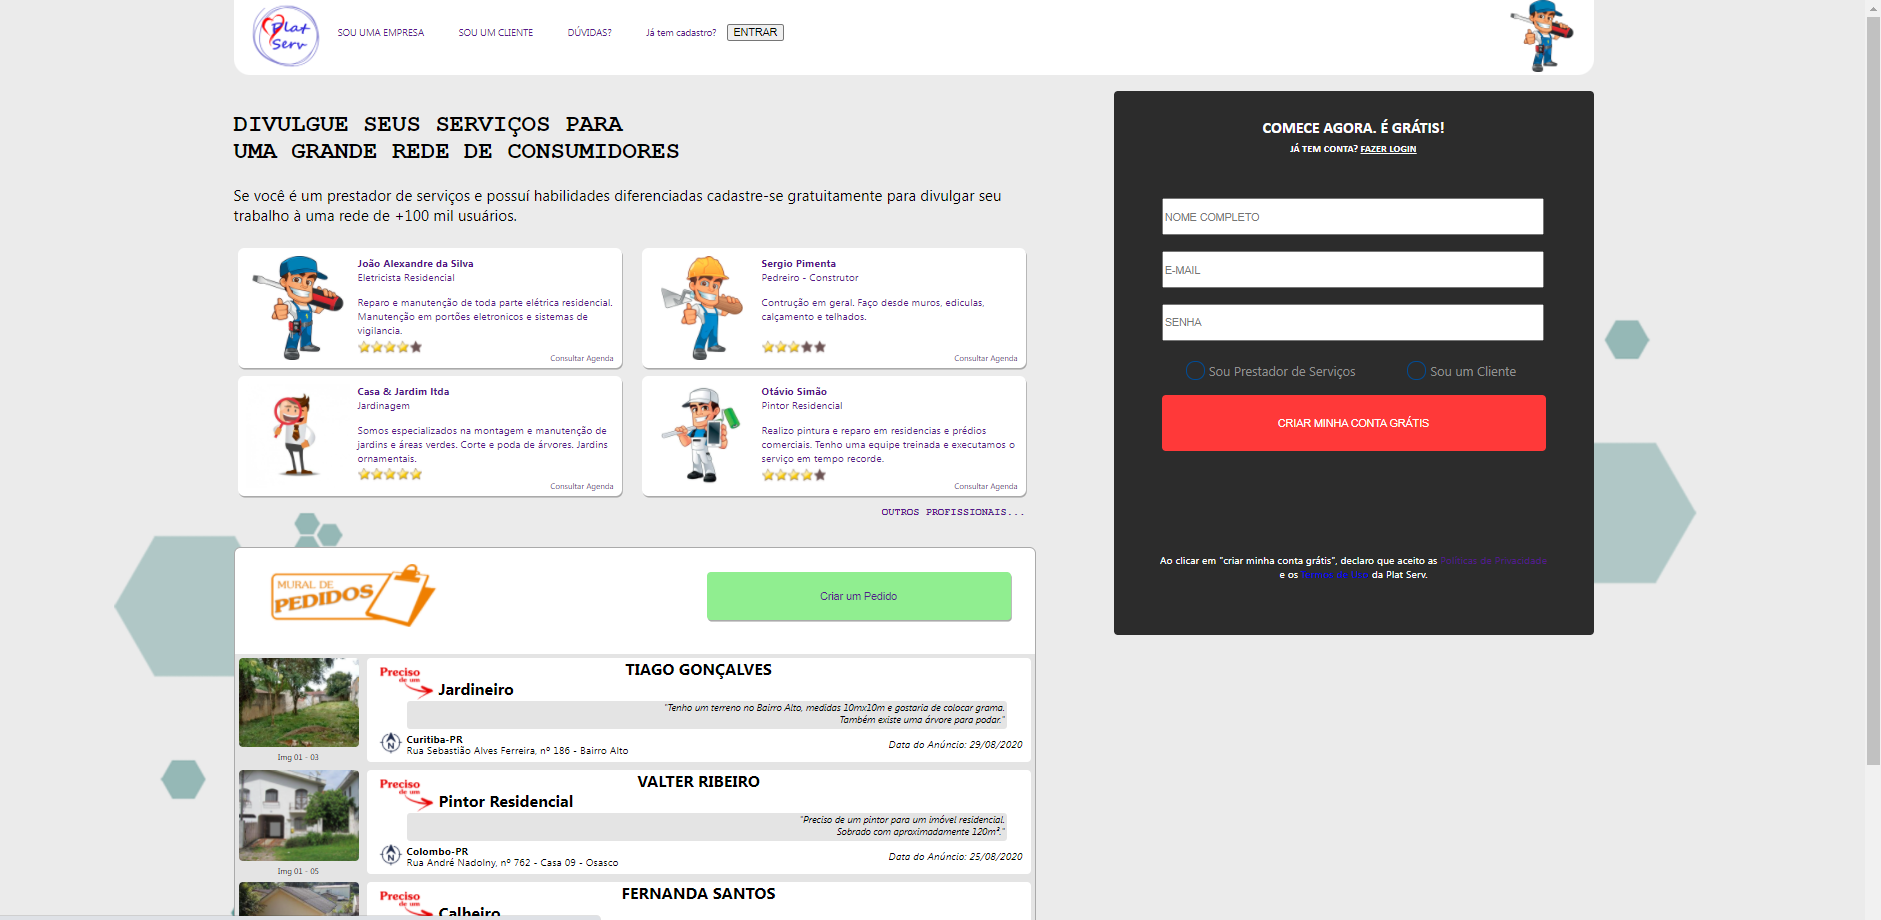 Plat
Serv
SOU UMA EMPRESA
SOU UM CLIENTE
DÚVIDAS?
Já tem cadastro?
ENTRAR
DIVULGUE SEUS SERVIÇOS PARA
UMA GRANDE REDE DE CONSUMIDORES
Se você é um prestador de serviços e possuí habilidades diferenciadas cadastre-se gratuitamente para divulgar seu
trabalho à uma rede de +100 mil usuários.
João Alexandre da Silva
Eletricista Residencial
Reparo e manutenção de toda parte elétrica residencial.
Manutenção em portões eletronicos e sistemas de
vigilancia.
Consultar Agenda
Sergio Pimenta
Pedreiro - Construtor
Contrução em geral. Faço desde muros, ediculas,
calçamento e telhados.
Consultar Agenda
Casa & Jardim ltda
Jardinagem
Somos especializados na montagem e manutenção de
jardins e áreas verdes. Corte e poda de árvores. Jardins
ornamentais.
Consultar Agenda
Otávio Simão
Pintor Residencial
Realizo pintura e reparo em residencias e prédios
comerciais. Tenho uma equipe treinada e executamos o
serviço em tempo recorde.
Consultar Agenda
OUTROS PROFISSIONAIS...
COMECE AGORA. É GRÁTIS!
JÁ TEM CONTA? FAZER LOGIN
NOME COMPLETO
E-MAIL
SENHA
Sou Prestador de Serviços
Sou um Cliente
CRIAR MINHA CONTA GRÁTIS
Ao clicar em "criar minha conta grátis", declaro que aceito as Políticas de Privacidade
e os Termos de Uso da Plat Serv.
MURAL DE
PEDIDOS
Criar um Pedido
Img 01 - 03
TIAGO GONÇALVES
Preciso
de um
Jardineiro
"Tenho um terreno no Bairro Alto, medidas 10mx10m e gostaria de colocar grama.
Também existe uma árvore para podar."
N
Curitiba-PR
Rua Sebastião Alves Ferreira, nº 186 - Bairro Alto
Data do Anúncio: 29/08/2020
Img 01 - 05
VALTER RIBEIRO
Preciso
de um
Pintor Residencial
"Preciso de um pintor para um imóvel residencial.
Sobrado com aproximadamente 120m²."
N
Colombo-PR
Rua André Nadolny, nº 762 - Casa 09 - Osasco
Data do Anúncio: 25/08/2020
FERNANDA SANTOS
Preciso
de um
Calheiro